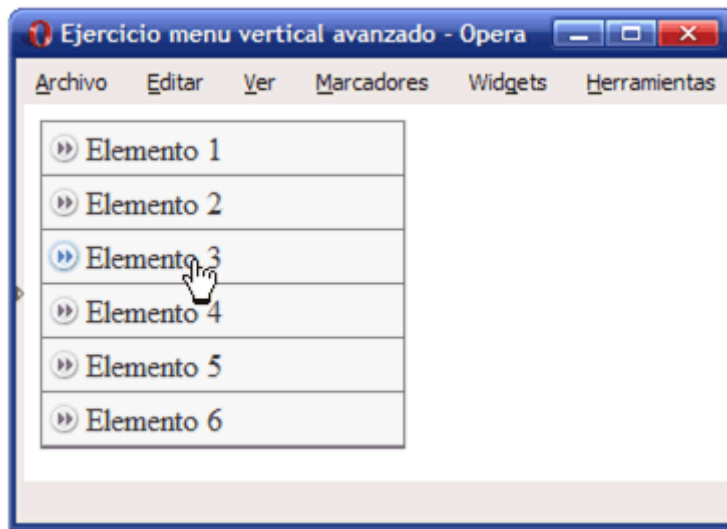 Ejercicio menu vertical avanzado - Opera
Archivo Editar Ver Marcadores Widgets Herramientas
Elemento 1
Elemento 2
Elemento 3
Elemento 4
Elemento 5
Elemento 6